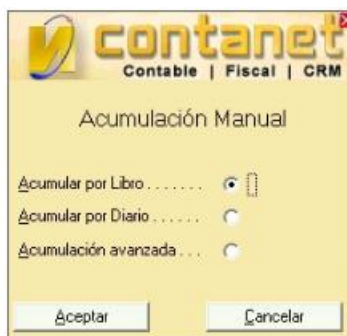 contanet
Contable | Fiscal | CRM
Acumulación Manual
Acumular por Libro . . . . . . .
Acumular por Diario . . . . . .
Acumulación avanzada . . .
Aceptar
Cancelar